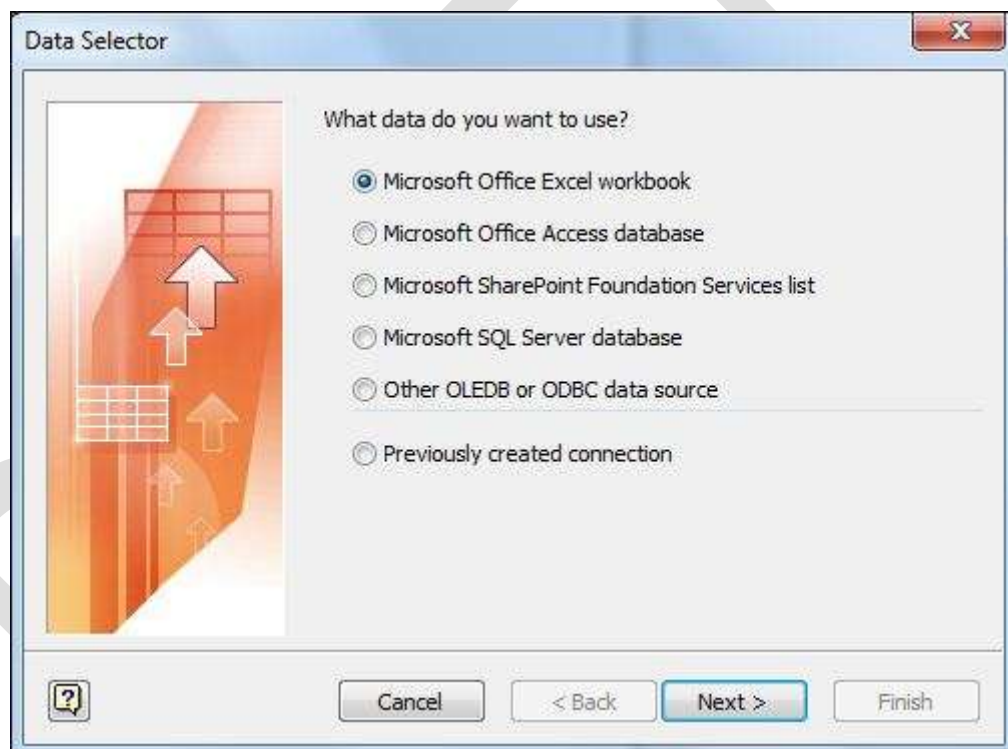 Data Selector
What data do you want to use?
Microsoft Office Excel workbook
Microsoft Office Access database
Microsoft SharePoint Foundation Services list
Microsoft SQL Server database
Other OLEDB or ODBC data source
Previously created connection
? Cancel < Back Next > Finish